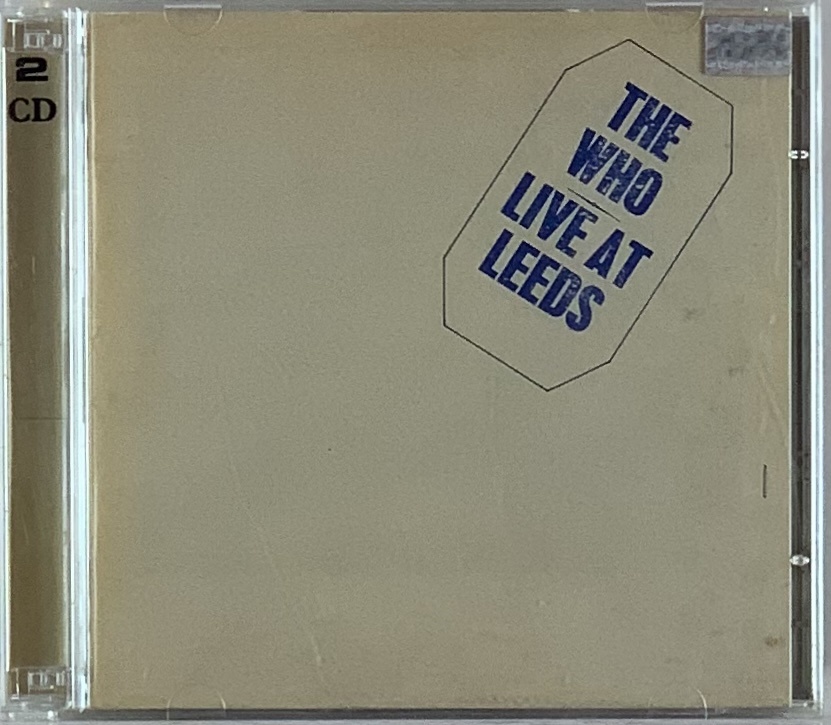 2
CD
THE
WHO
LIVE AT
LEEDS